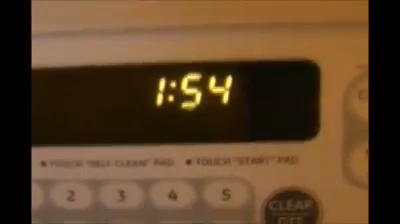 1:54
• TOUCH "SELF CLEAN" PAD • TOUCH "START" PAD
2 3 4 5 CLEAR
OFF